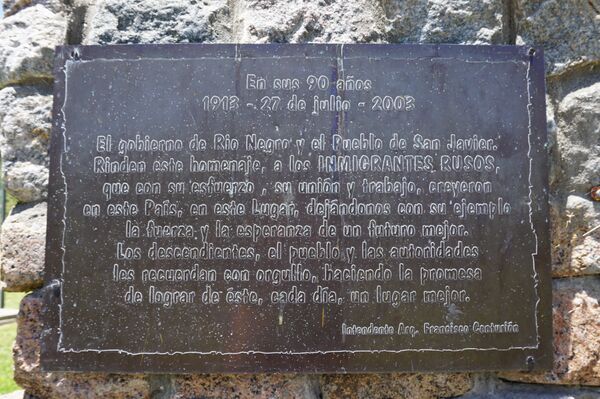 En sus 90 años
1913 - 27 de julio - 2003
El gobierno de Rio Negro y el Pueblo de San Javier.
Rinden éste homenaje, a los INMIGRANTES RUSOS,
que con su esfuerzo , su unión y trabajo, creyeron
en este País, en este Lugar, dejándonos con su ejemplo
la fuerza y la esperanza de un futuro mejor.
Los descendientes, el pueblo y las autoridades
les recuerdan con orgullo, haciendo la promesa
de lograr de éste, cada día, un lugar mejor.
Intendente Arq. Francisco Centurión